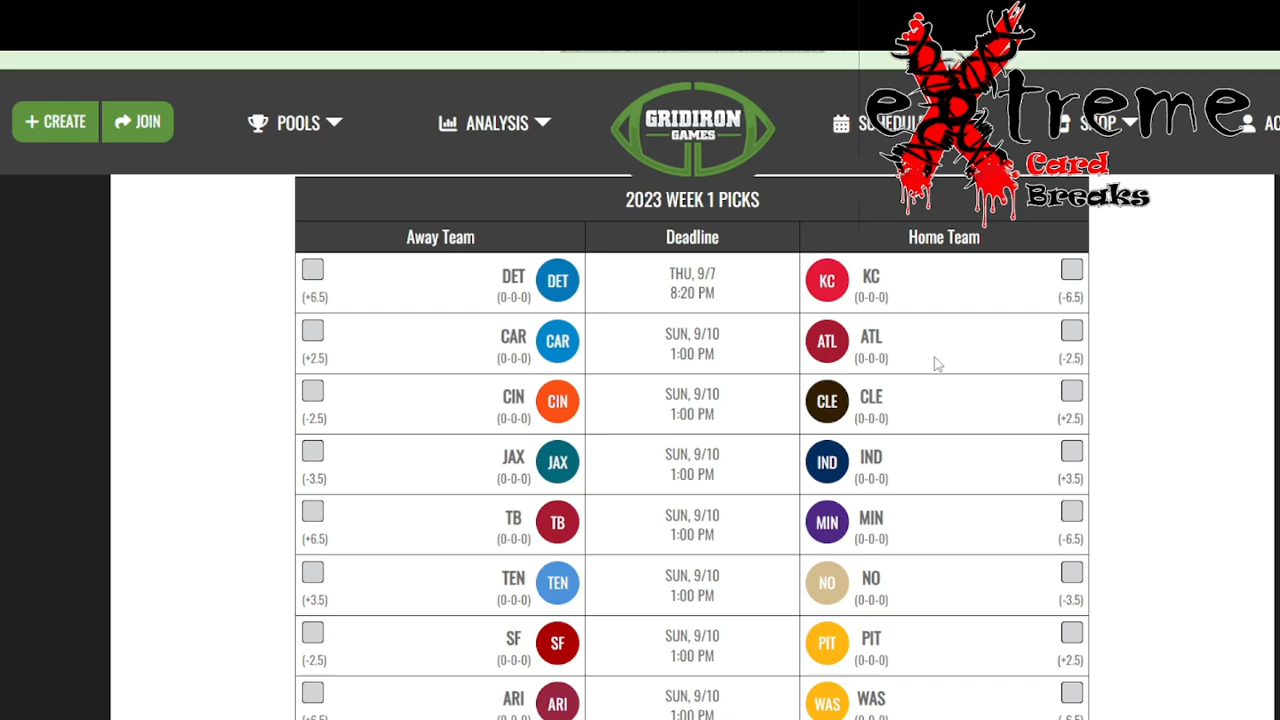 + CREATE
JOIN
POOLS
ANALYSIS
GRIDIRON
GAMES
SHOP
eXtreme
Card
Breaks
2023 WEEK 1 PICKS
Away Team Deadline Home Team
DET DET THU, 9/7 KC KC
(+6.5) (0-0-0) 8:20 PM (0-0-0) (-6.5)
CAR CAR SUN, 9/10 ATL ATL
(+2.5) (0-0-0) 1:00 PM (0-0-0) (-2.5)
CIN CIN SUN, 9/10 CLE CLE
(-2.5) (0-0-0) 1:00 PM (0-0-0) (+2.5)
JAX JAX SUN, 9/10 IND IND
(-3.5) (0-0-0) 1:00 PM (0-0-0) (+3.5)
TB TB SUN, 9/10 MIN MIN
(+6.5) (0-0-0) 1:00 PM (0-0-0) (-6.5)
TEN TEN SUN, 9/10 NO NO
(+3.5) (0-0-0) 1:00 PM (0-0-0) (-3.5)
SF SF SUN, 9/10 PIT PIT
(-2.5) (0-0-0) 1:00 PM (0-0-0) (+2.5)
ARI ARI SUN, 9/10 WAS WAS
1:00 PM